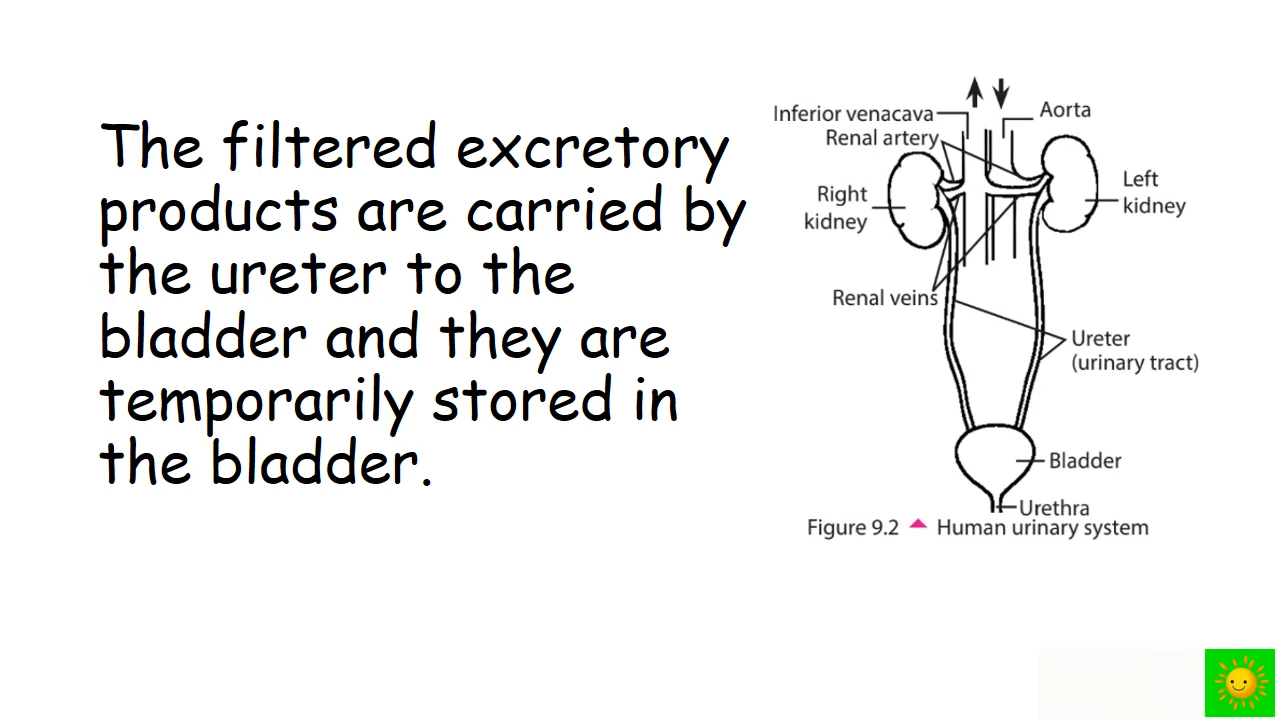 The filtered excretory
products are carried by
the ureter to the
bladder and they are
temporarily stored in
the bladder.
Inferior venacava
Aorta
Renal artery
Right
kidney
Left
kidney
Renal veins
Ureter
(urinary tract)
Bladder
Urethra
Figure 9.2 ▲ Human urinary system